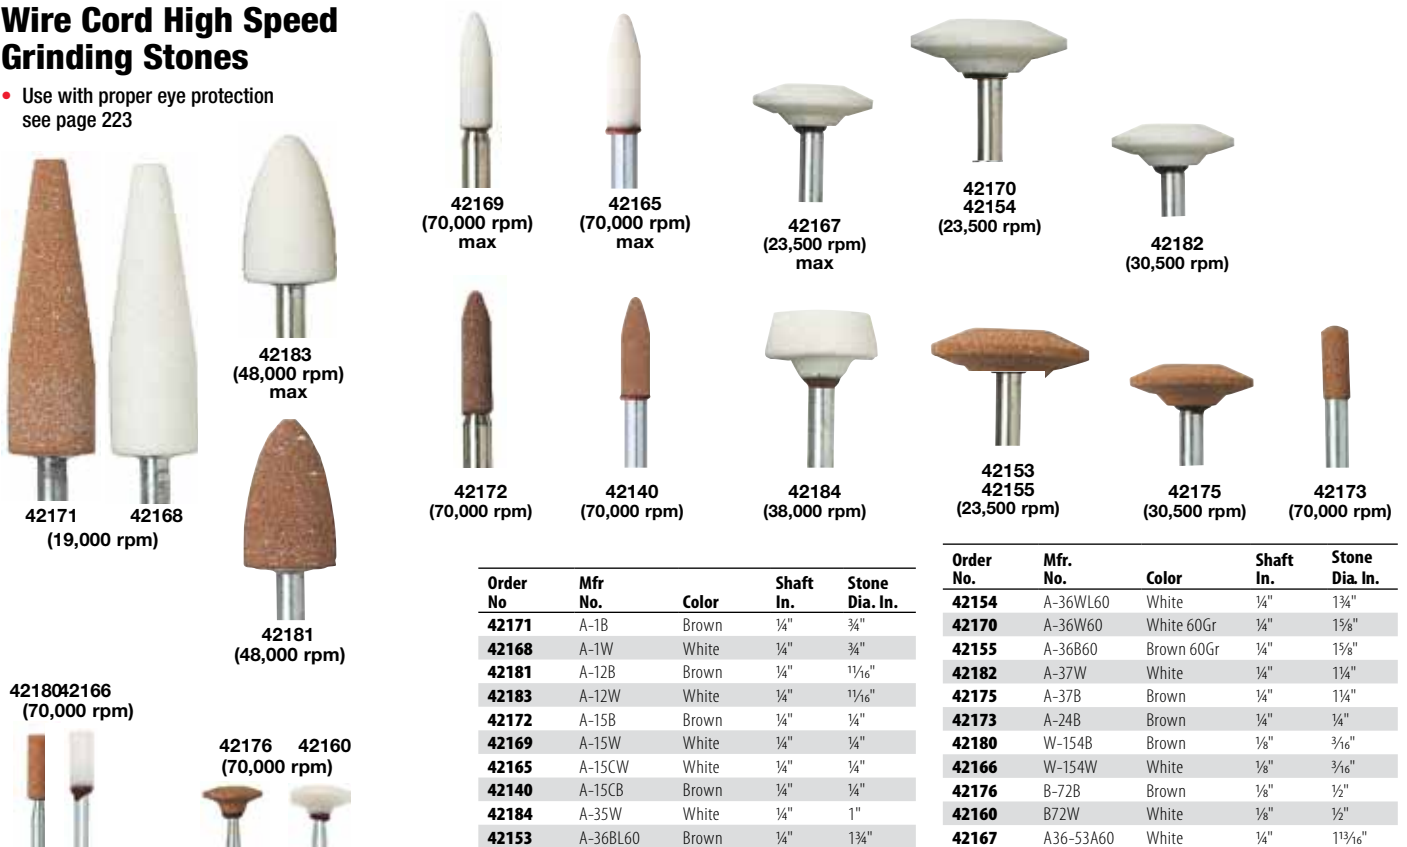 Wire Cord High Speed
Grinding Stones
• Use with proper eye protection
see page 223
42169
(70,000 rpm)
max
42165
(70,000 rpm)
max
42167
(23,500 rpm)
max
42170
42154
(23,500 rpm)
42182
(30,500 rpm)
42183
(48,000 rpm)
max
42171 42168
(19,000 rpm)
42181
(48,000 rpm)
42172
(70,000 rpm)
42140
(70,000 rpm)
42184
(38,000 rpm)
42153
42155
(23,500 rpm)
42175
(30,500 rpm)
42173
(70,000 rpm)
4218042166
(70,000 rpm)
42176 42160
(70,000 rpm)
Order Mfr Shaft Stone
No No. Color In. Dia. In.
42171 A-1B Brown ¼" ¾"
42168 A-1W White ¼" ¾"
42181 A-12B Brown ¼" ¹¹⁄₁₆"
42183 A-12W White ¼" ¹¹⁄₁₆"
42172 A-15B Brown ¼" ¼"
42169 A-15W White ¼" ¼"
42165 A-15CW White ¼" ¼"
42140 A-15CB Brown ¼" ¼"
42184 A-35W White ¼" 1"
42153 A-36BL60 Brown ¼" 1¾"
Order Mfr. Shaft Stone
No. No. Color In. Dia. In.
42154 A-36WL60 White ¼" 1¾"
42170 A-36W60 White 60Gr ¼" 1⅝"
42155 A-36B60 Brown 60Gr ¼" 1⅝"
42182 A-37W White ¼" 1¼"
42175 A-37B Brown ¼" 1¼"
42173 A-24B Brown ¼" ¼"
42180 W-154B Brown ⅛" ³⁄₁₆"
42166 W-154W White ⅛" ³⁄₁₆"
42176 B-72B Brown ⅛" ½"
42160 B72W White ⅛" ½"
42167 A36-53A60 White ¼" 1¹³⁄₁₆"